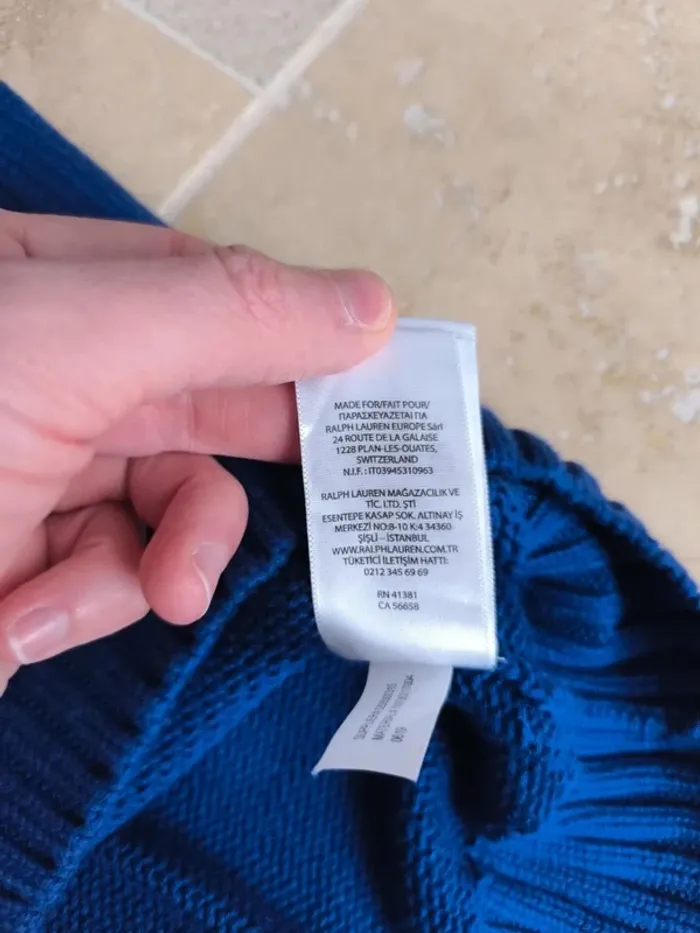 MADE FOR/FAIT POUR/
ΠΑΡΑΣΚΕΥΑΖΕΤΑΙ ΓΙΑ
RALPH LAUREN EUROPE Sàrl
24 ROUTE DE LA GALAISE
1228 PLAN-LES-OUATES,
SWITZERLAND
N.I.F.: IT03945310963
RALPH LAUREN MAĞAZACILIK VE
TİC. LTD. ŞTİ
ESENTEPE KASAP SOK. ALTINAY İŞ
MERKEZİ NO:8-10 K:4 34360
ŞİŞLİ – İSTANBUL
WWW.RALPHLAUREN.COM.TR
TÜKETİCİ İLETİŞİM HATTI:
0212 345 69 69
RN 41381
CA 56858
0619